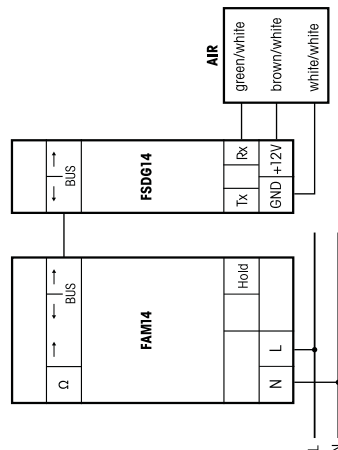 AIR
green/white
brown/white
white/white
BUS
FSDG14
Tx
Rx
GND
+12V
Ω
BUS
FAM14
Hold
N
L
L
N